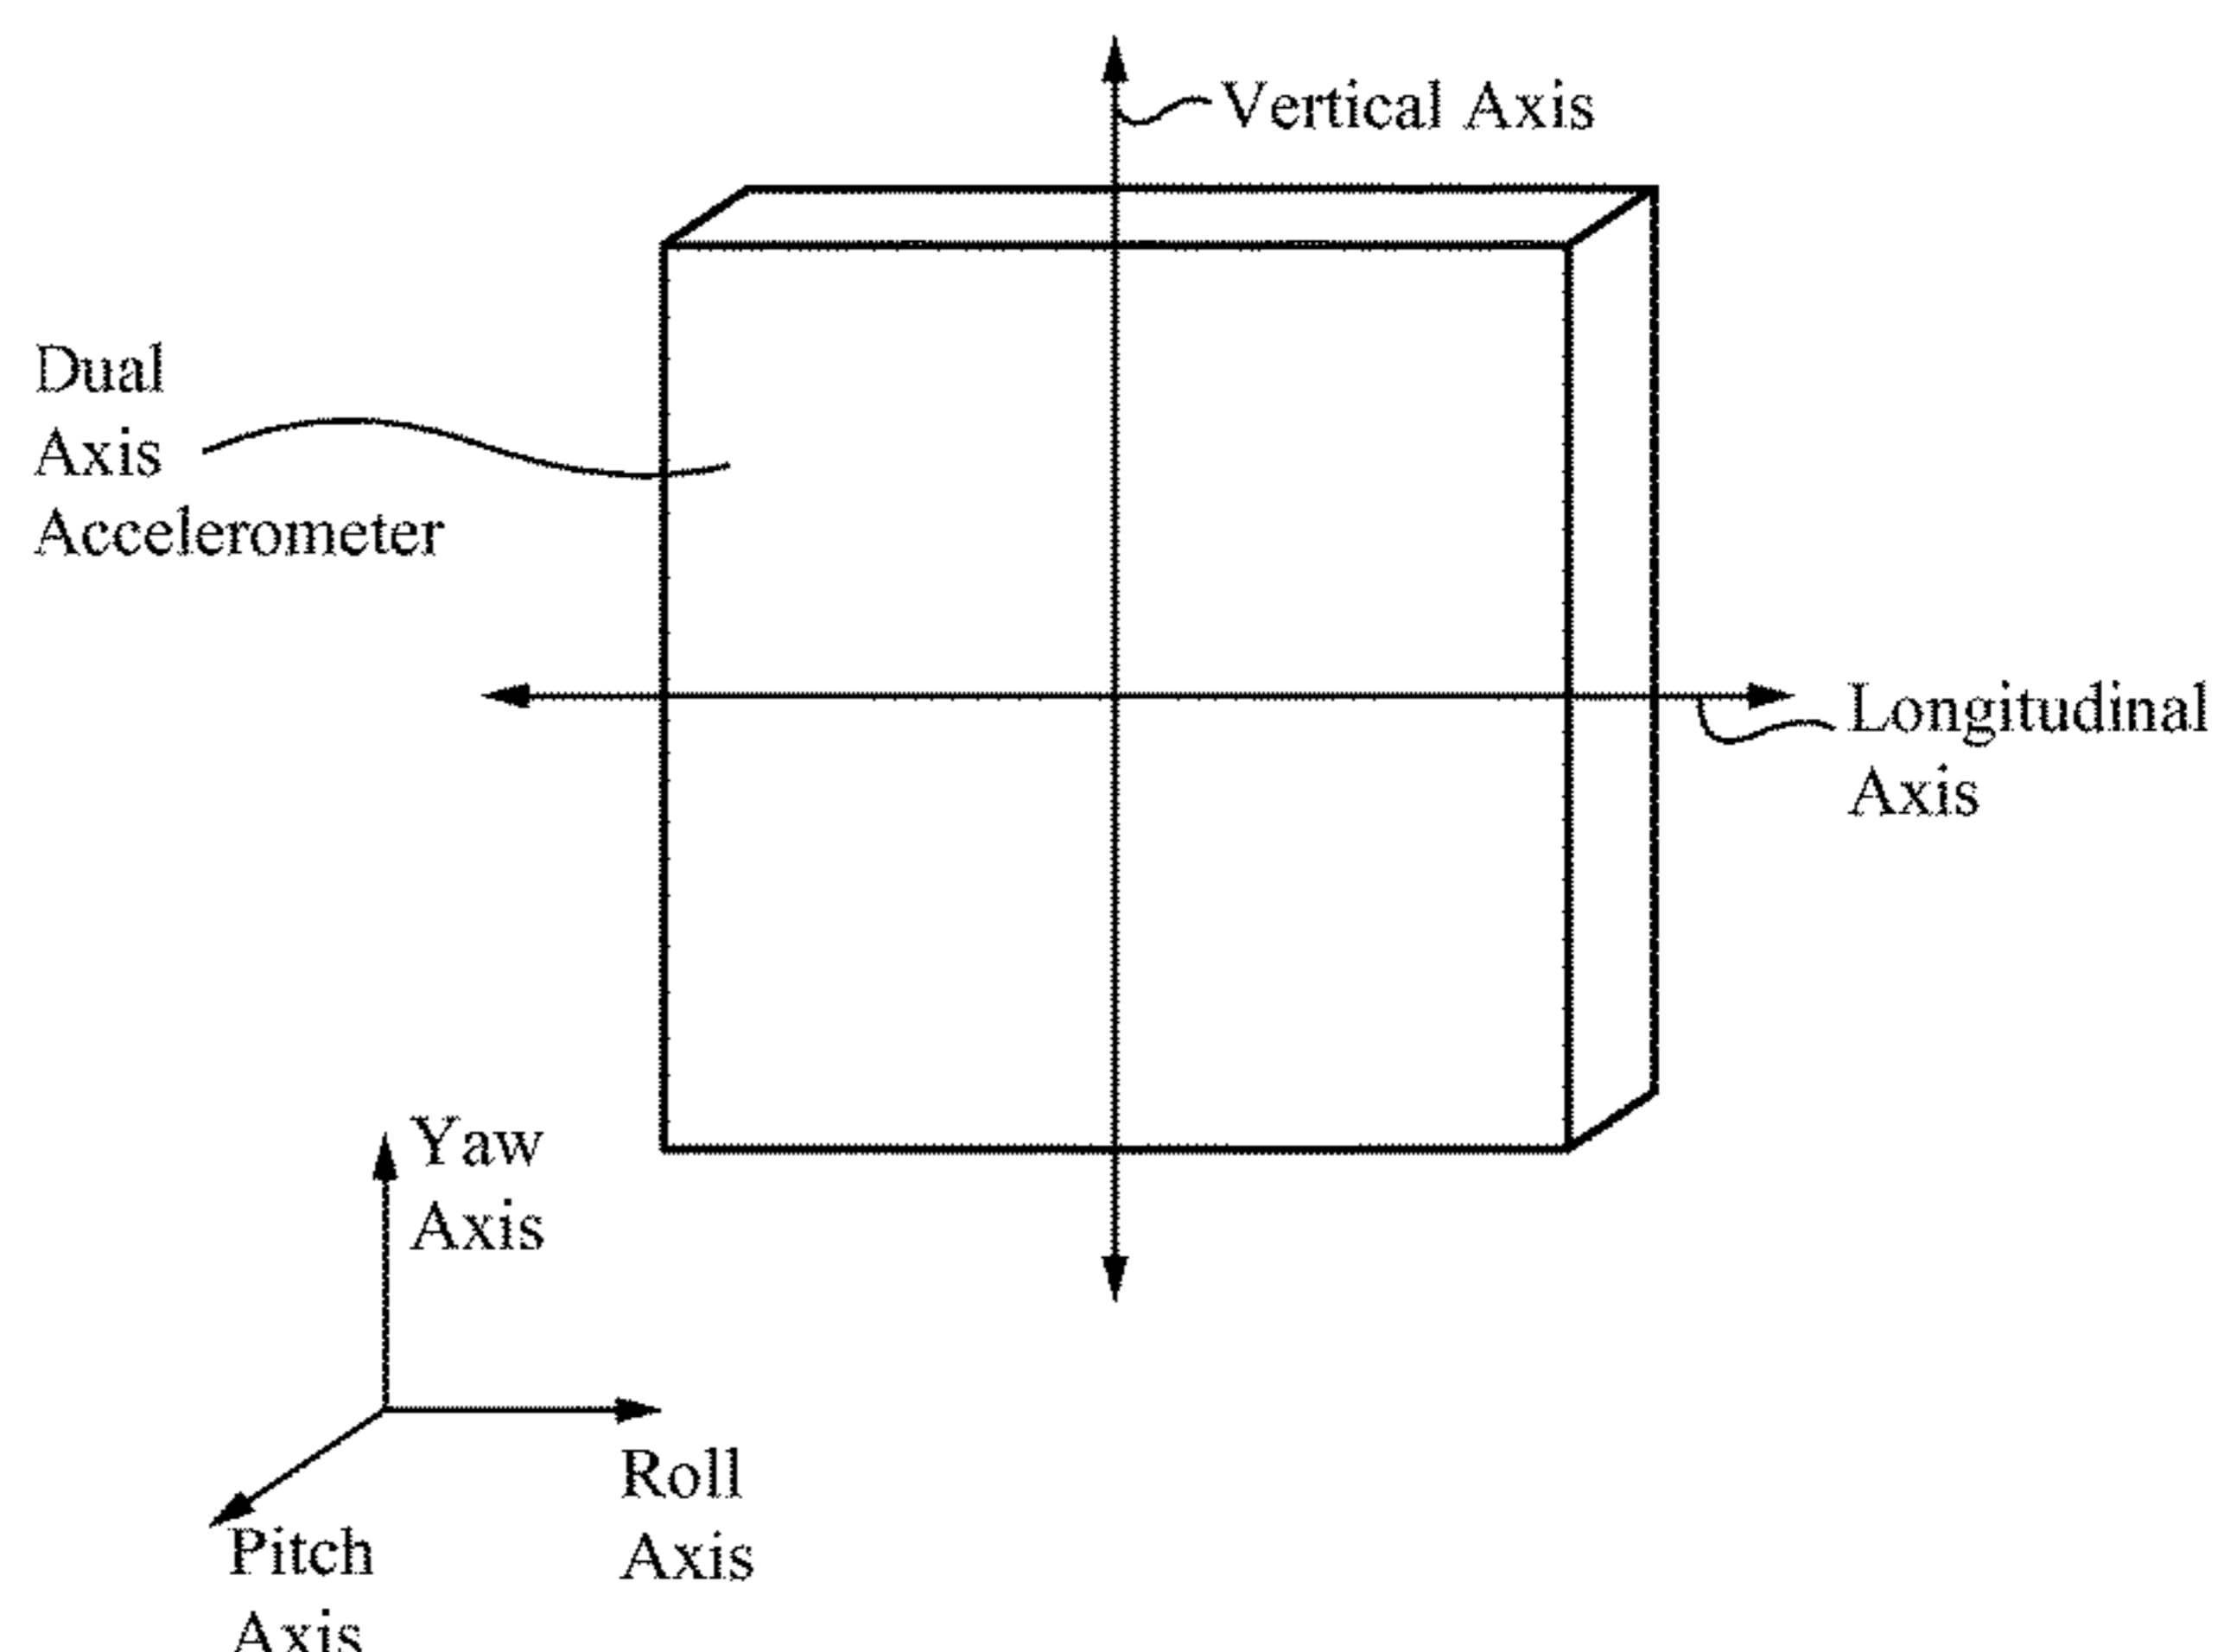 Vertical Axis
Dual
Axis
Accelerometer
Longitudinal
Axis
Yaw
Axis
Roll
Axis
Pitch
Axis